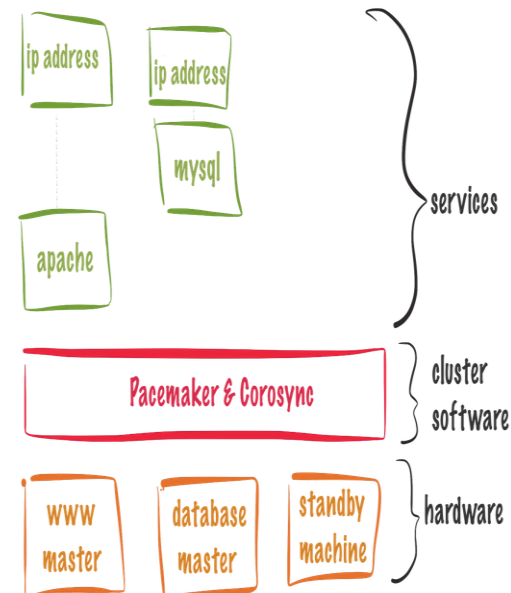 ip address
ip address
mysql
services
apache
Pacemaker & Corosync
cluster
software
www
master
database
master
standby
machine
hardware